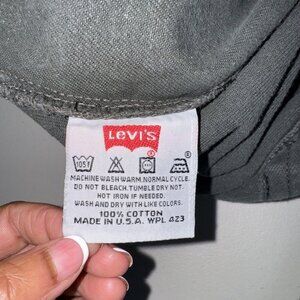 LEVI'S
105F
MACHINE WASH WARM. NORMAL CYCLE.
DO NOT BLEACH. TUMBLE DRY NOT
HOT IRON IF NEEDED.
WASH AND DRY WITH LIKE COLORS.
100% COTTON
MADE IN U.S.A. WPL 423